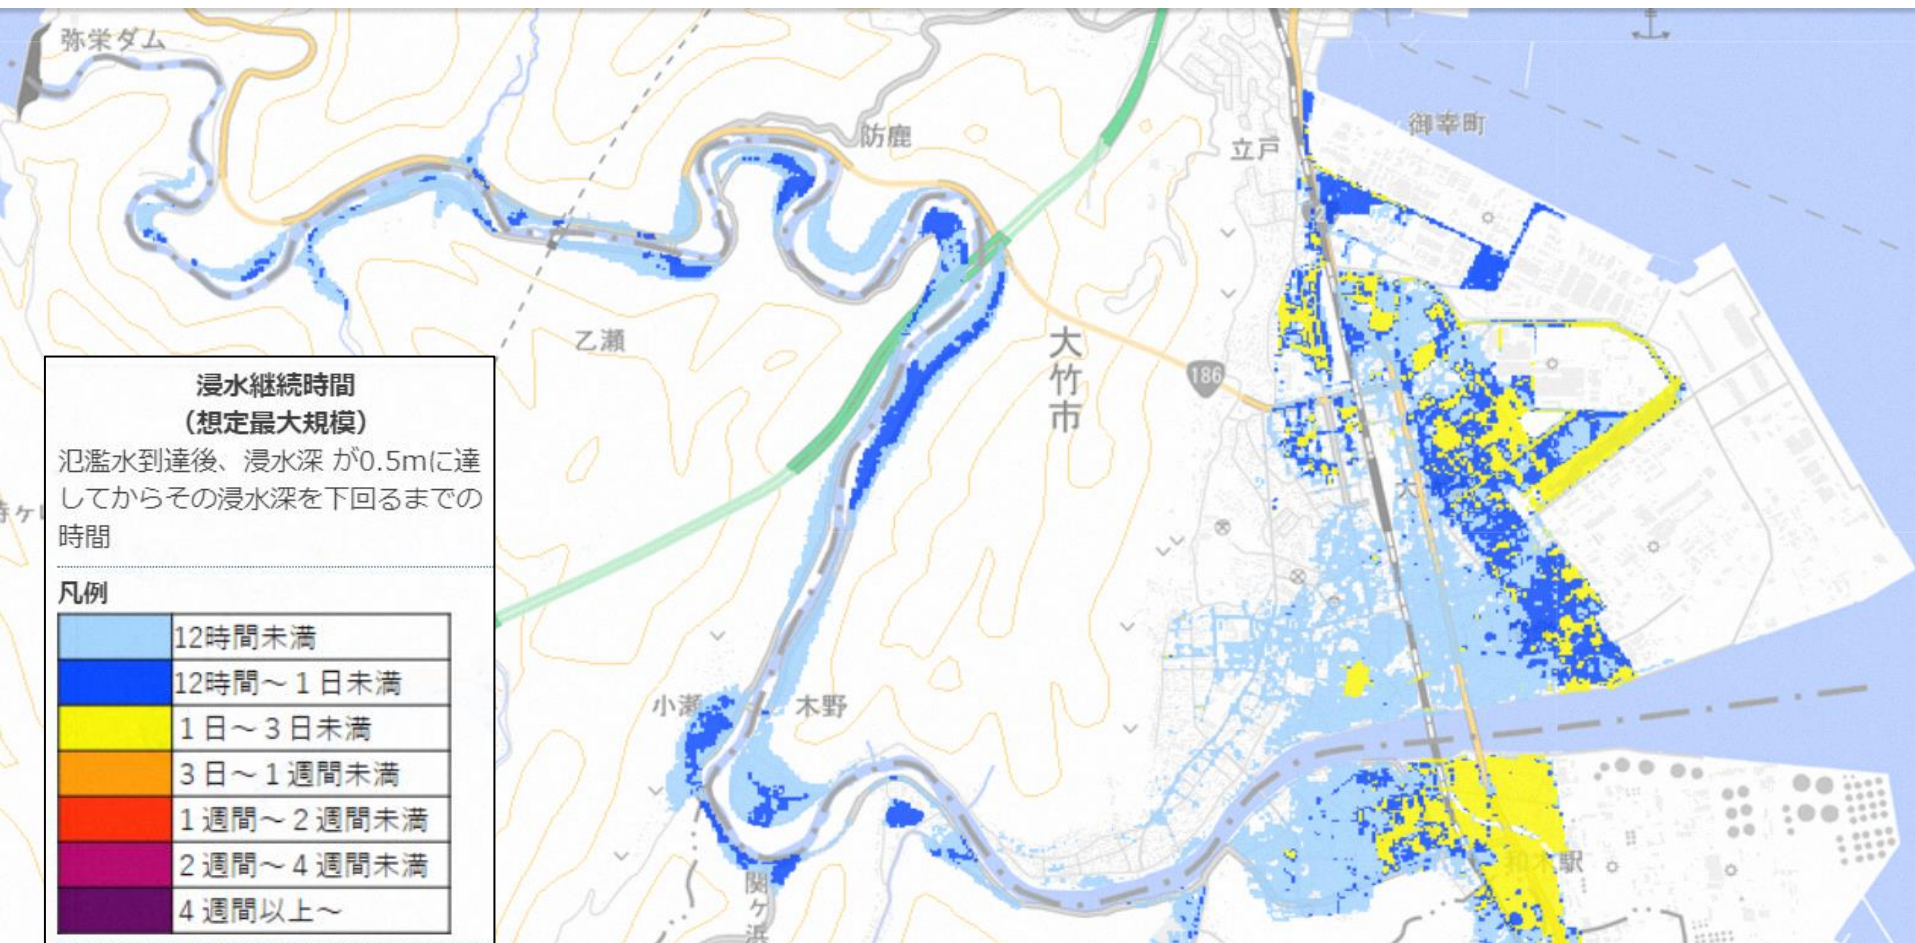 弥栄ダム
防鹿
立戸
御幸町
乙瀬
大竹市
186
浸水継続時間
（想定最大規模）
氾濫水到達後、浸水深 が0.5mに達
してからその浸水深を下回るまでの
時間
凡例
12時間未満
12時間～１日未満
１日～３日未満
３日～１週間未満
１週間～２週間未満
２週間～４週間未満
４週間以上～
大
小瀬
木野
関ヶ浜
和木駅